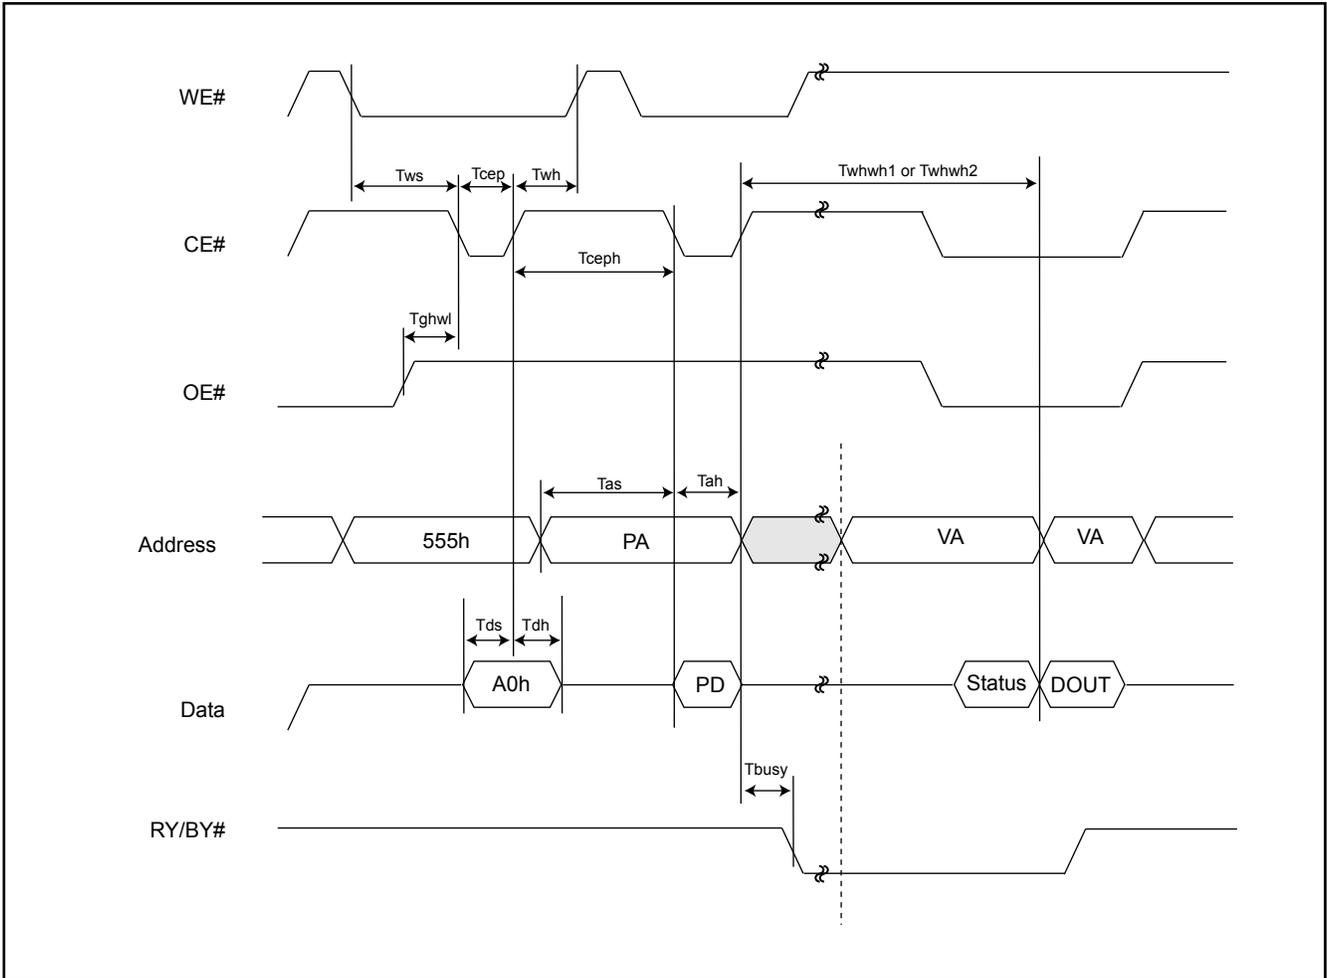 WE#
Tws
Tcep
Twh
Twhwh1 or Twhwh2
CE#
Tceph
Tghwl
OE#
Tas
Tah
Address
555h
PA
VA
VA
Tds
Tdh
Data
A0h
PD
Status
DOUT
Tbusy
RY/BY#